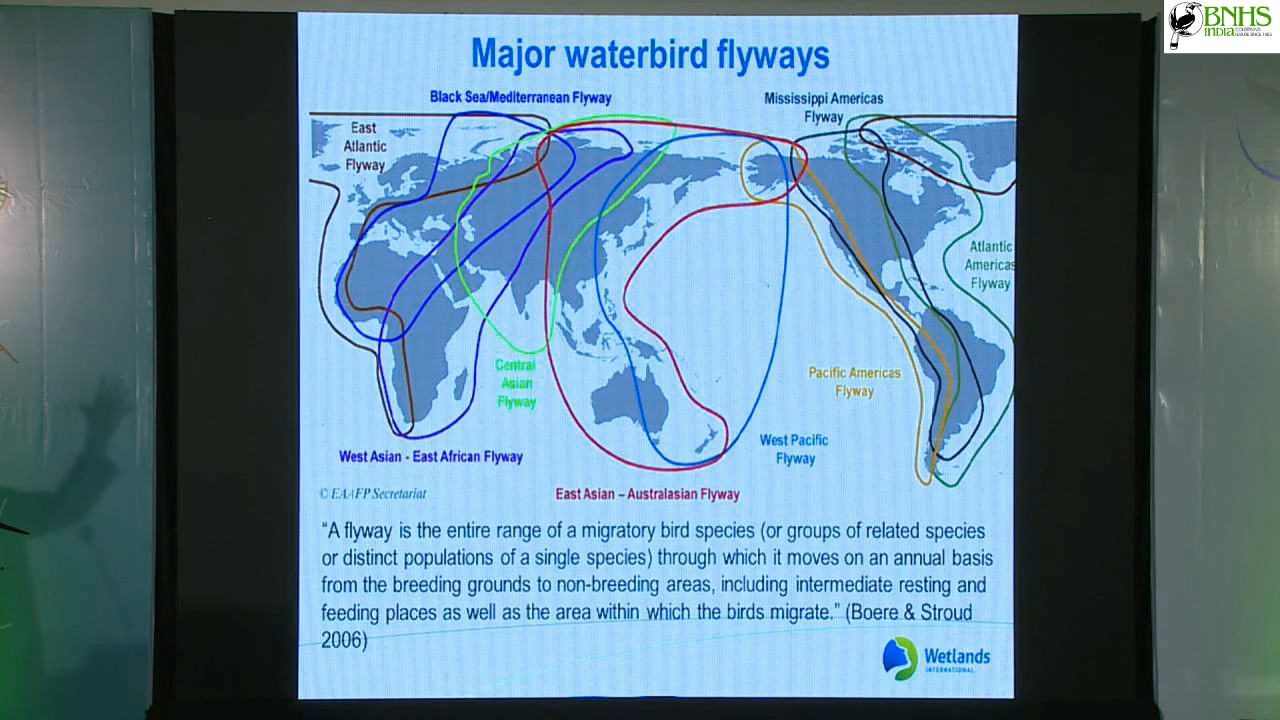 BNHS
INDIA
Major waterbird flyways
Black Sea/Mediterranean Flyway
Mississippi Americas
Flyway
East
Atlantic
Flyway
Atlantic
Americas
Flyway
Central
Asian
Flyway
Pacific Americas
Flyway
West Pacific
Flyway
West Asian - East African Flyway
© EAAFP Secretariat
East Asian – Australasian Flyway
“A flyway is the entire range of a migratory bird species (or groups of related species
or distinct populations of a single species) through which it moves on an annual basis
from the breeding grounds to non-breeding areas, including intermediate resting and
feeding places as well as the area within which the birds migrate.” (Boere & Stroud
2006)
Wetlands
INTERNATIONAL